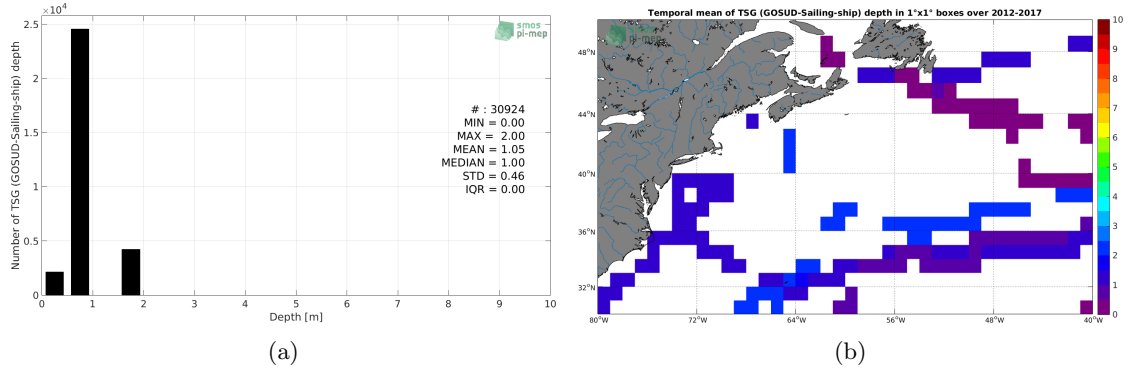 x10^4
smos
pi-mep
2.5
2
1.5
1
0.5
0
Number of TSG (GOSUD-Sailing-ship) depth
# : 30924
MIN = 0.00
MAX = 2.00
MEAN = 1.05
MEDIAN = 1.00
STD = 0.46
IQR = 0.00
0 1 2 3 4 5 6 7 8 9 10
Depth [m]
(a)
Temporal mean of TSG (GOSUD-Sailing-ship) depth in 1°x1° boxes over 2012-2017
smos
pi-mep
48°N
44°N
40°N
36°N
32°N
80°W 72°W 64°W 56°W 48°W 40°W
10
9
8
7
6
5
4
3
2
1
0
(b)